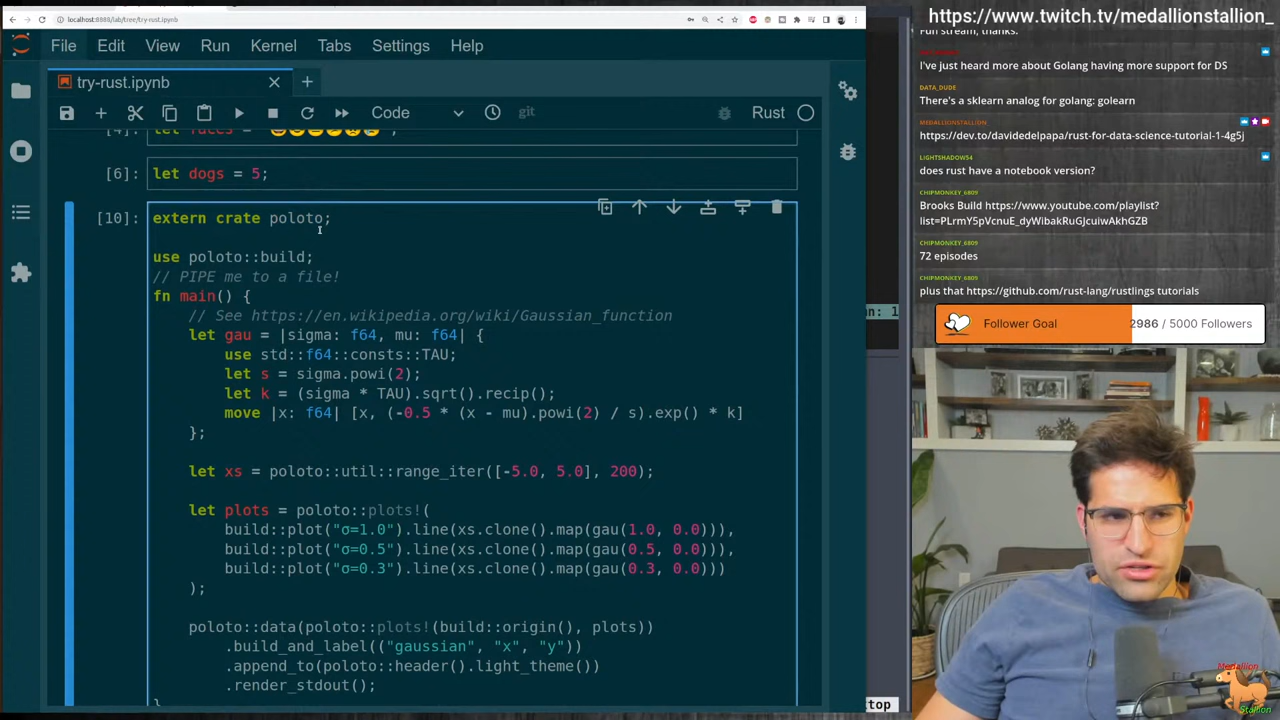 localhost:8888/lab/tree/try-rust.ipynb
https://www.twitch.tv/medallionstallion_
File Edit View Run Kernel Tabs Settings Help
Fun stream, thanks.
I've just heard more about Golang having more support for DS
try-rust.ipynb
DATA_DUDE
There's a sklearn analog for golang: golearn
Code
git
Rust
MEDALLIONSTALLION
https://dev.to/davidedelpapa/rust-for-data-science-tutorial-1-4g5j
LIGHTSHADOW54
does rust have a notebook version?
[6]: let dogs = 5;
CHIPMONKEY_6809
Brooks Build https://www.youtube.com/playlist?
list=PLrmY5pVcnuE_dyWibakRuGJcuiwAkhGZB
[10]: extern crate poloto;
CHIPMONKEY_6809
72 episodes
use poloto::build;
// PIPE me to a file!
CHIPMONKEY_6809
plus that https://github.com/rust-lang/rustlings tutorials
fn main() {
// See https://en.wikipedia.org/wiki/Gaussian_function
Follower Goal
2986 / 5000 Followers
let gau = |sigma: f64, mu: f64| {
use std::f64::consts::TAU;
let s = sigma.powi(2);
let k = (sigma * TAU).sqrt().recip();
move |x: f64| [x, (-0.5 * (x - mu).powi(2) / s).exp() * k]
};
let xs = poloto::util::range_iter([-5.0, 5.0], 200);
let plots = poloto::plots!(
build::plot("σ=1.0").line(xs.clone().map(gau(1.0, 0.0))),
build::plot("σ=0.5").line(xs.clone().map(gau(0.5, 0.0))),
build::plot("σ=0.3").line(xs.clone().map(gau(0.3, 0.0)))
);
poloto::data(poloto::plots!(build::origin(), plots))
.build_and_label(("gaussian", "x", "y"))
.append_to(poloto::header().light_theme())
.render_stdout();
}
Medallion
Stallion